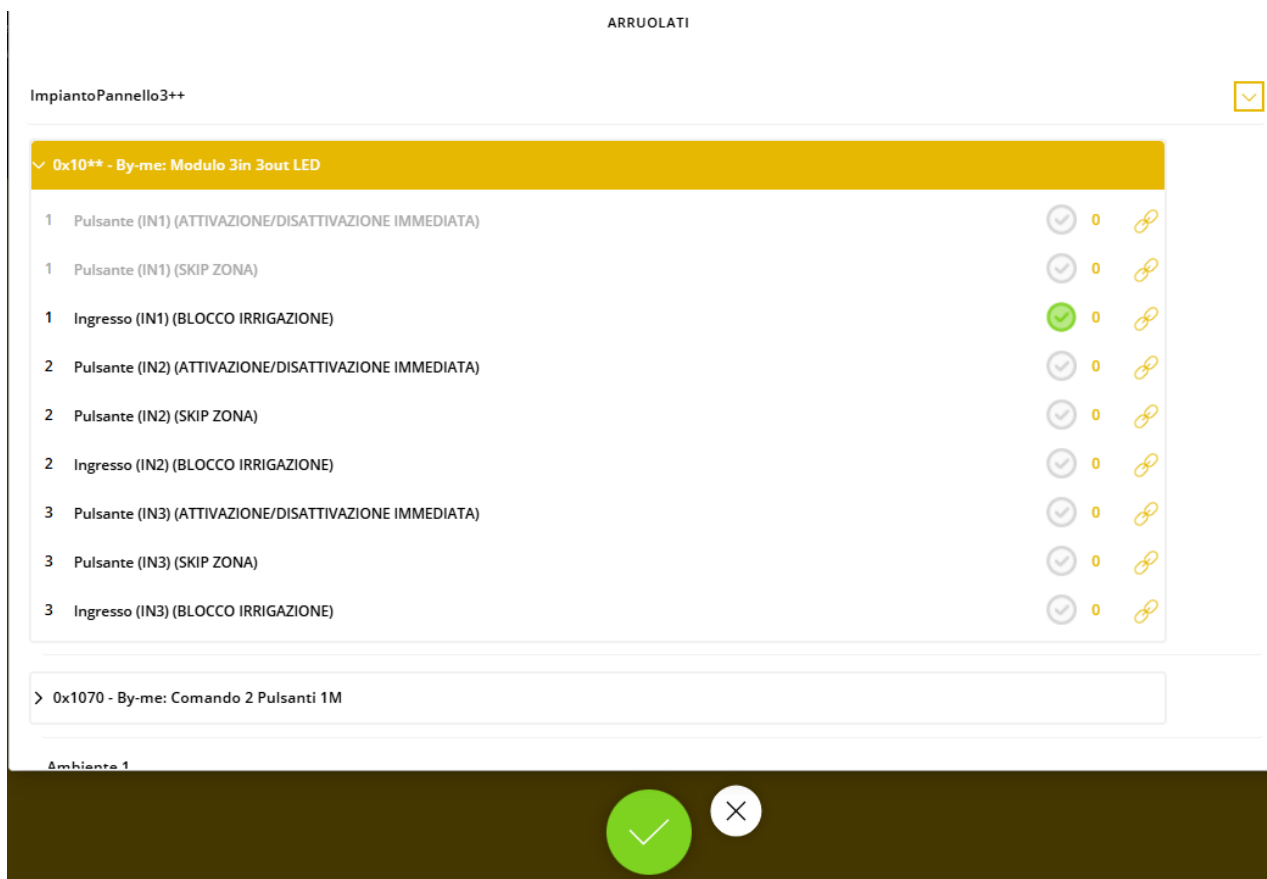 ARRUOLATI
ImpiantoPannello3++
0x10** - By-me: Modulo 3in 3out LED
1 Pulsante (IN1) (ATTIVAZIONE/DISATTIVAZIONE IMMEDIATA) 0
1 Pulsante (IN1) (SKIP ZONA) 0
1 Ingresso (IN1) (BLOCCO IRRIGAZIONE) 0
2 Pulsante (IN2) (ATTIVAZIONE/DISATTIVAZIONE IMMEDIATA) 0
2 Pulsante (IN2) (SKIP ZONA) 0
2 Ingresso (IN2) (BLOCCO IRRIGAZIONE) 0
3 Pulsante (IN3) (ATTIVAZIONE/DISATTIVAZIONE IMMEDIATA) 0
3 Pulsante (IN3) (SKIP ZONA) 0
3 Ingresso (IN3) (BLOCCO IRRIGAZIONE) 0
0x1070 - By-me: Comando 2 Pulsanti 1M
Ambiente 1